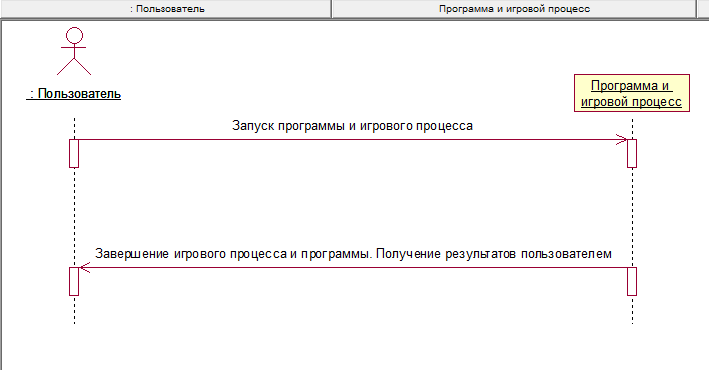 : Пользователь
Программа и игровой процесс
: Пользователь
Программа и
игровой процесс
Запуск программы и игрового процесса
Завершение игрового процесса и программы. Получение результатов пользователем